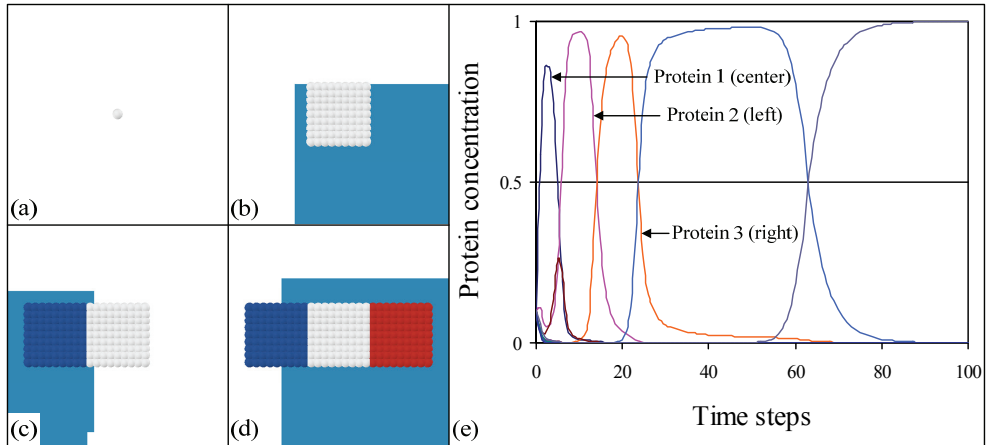 (a)
(b)
(c)
(d)
(e)
Protein concentration
1
0.5
0
Protein 1 (center)
Protein 2 (left)
Protein 3 (right)
0 20 40 60 80 100
Time steps